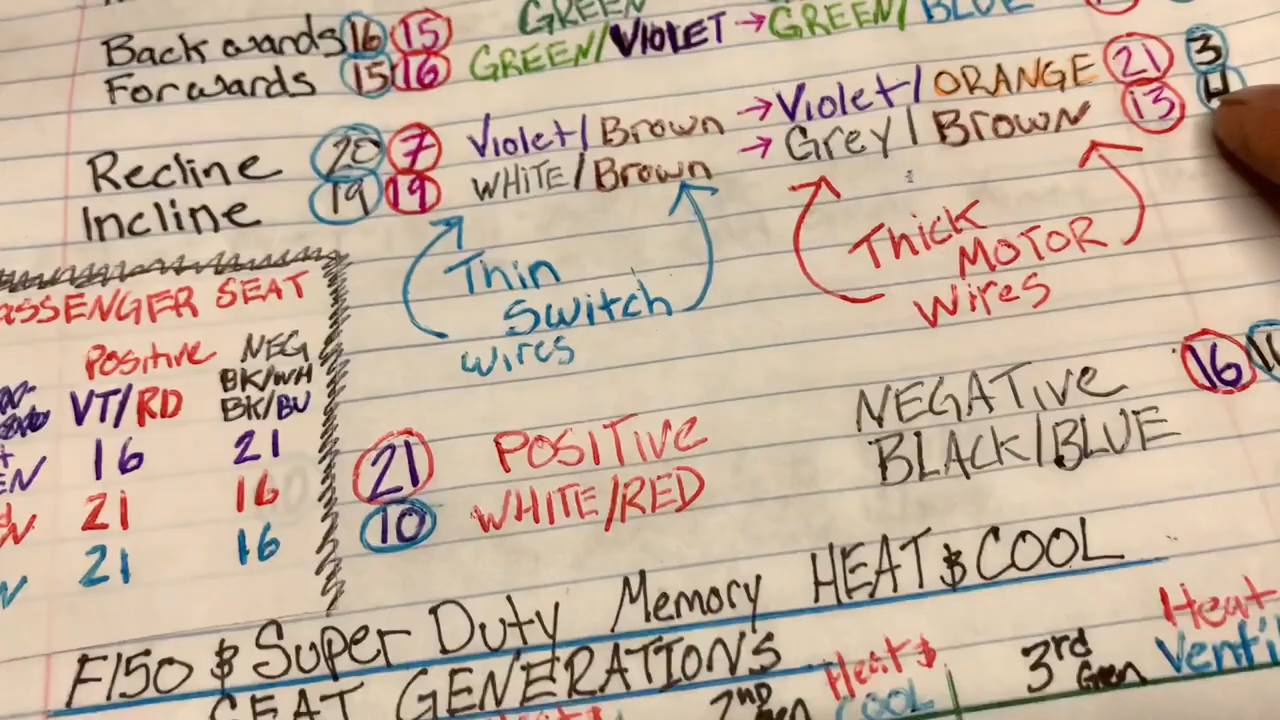 GREEN
Backwards 16 15 GREEN/VIOLET → GREEN/BLUE
Forwards 15 16
Recline 20 7 Violet/Brown → Violet/ORANGE 21 3
Incline 19 19 WHITE/Brown → Grey/Brown 13 4
Thin
Switch
wires
Thick
MOTOR
wires
PASSENGER SEAT
Positive NEG
VT/RD BK/WH
BK/BU
16 21
21 16
21 16
21 POSITIVE
10 WHITE/RED
NEGATIVE 16
BLACK/BLUE
F150 $ Super Duty Memory HEAT $ COOL
SEAT GENERATIONS
2nd Gen Heat $
COOL
3rd Gen Heat
Venti